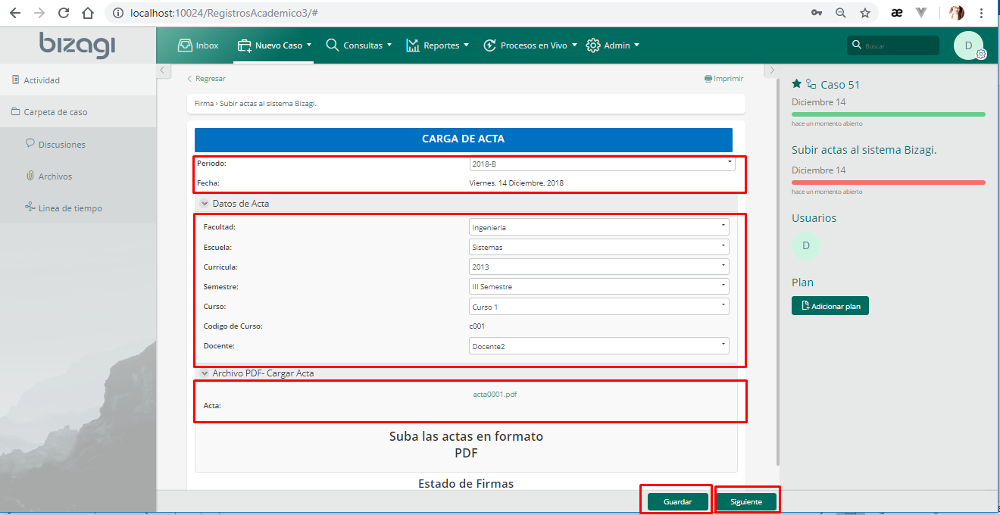 localhost:10024/RegistrosAcademico3/#
æ
bizagi
Inbox
Nuevo Caso
Consultas
Reportes
Procesos en Vivo
Admin
Buscar
D
Actividad
Carpeta de caso
Discusiones
Archivos
Linea de tiempo
Regresar
Imprimir
Firma › Subir actas al sistema Bizagi.
CARGA DE ACTA
Periodo: 2018-B
Fecha: Viernes, 14 Diciembre, 2018
Datos de Acta
Facultad: Ingenieria
Escuela: Sistemas
Curricula: 2013
Semestre: III Semestre
Curso: Curso 1
Codigo de Curso: c001
Docente: Docente2
Archivo PDF- Cargar Acta
acta0001.pdf
Acta:
Suba las actas en formato
PDF
Estado de Firmas
Guardar
Siguiente
Caso 51
Diciembre 14
hace un momento abierto
Subir actas al sistema Bizagi.
Diciembre 14
hace un momento abierto
Usuarios
D
Plan
Adicionar plan